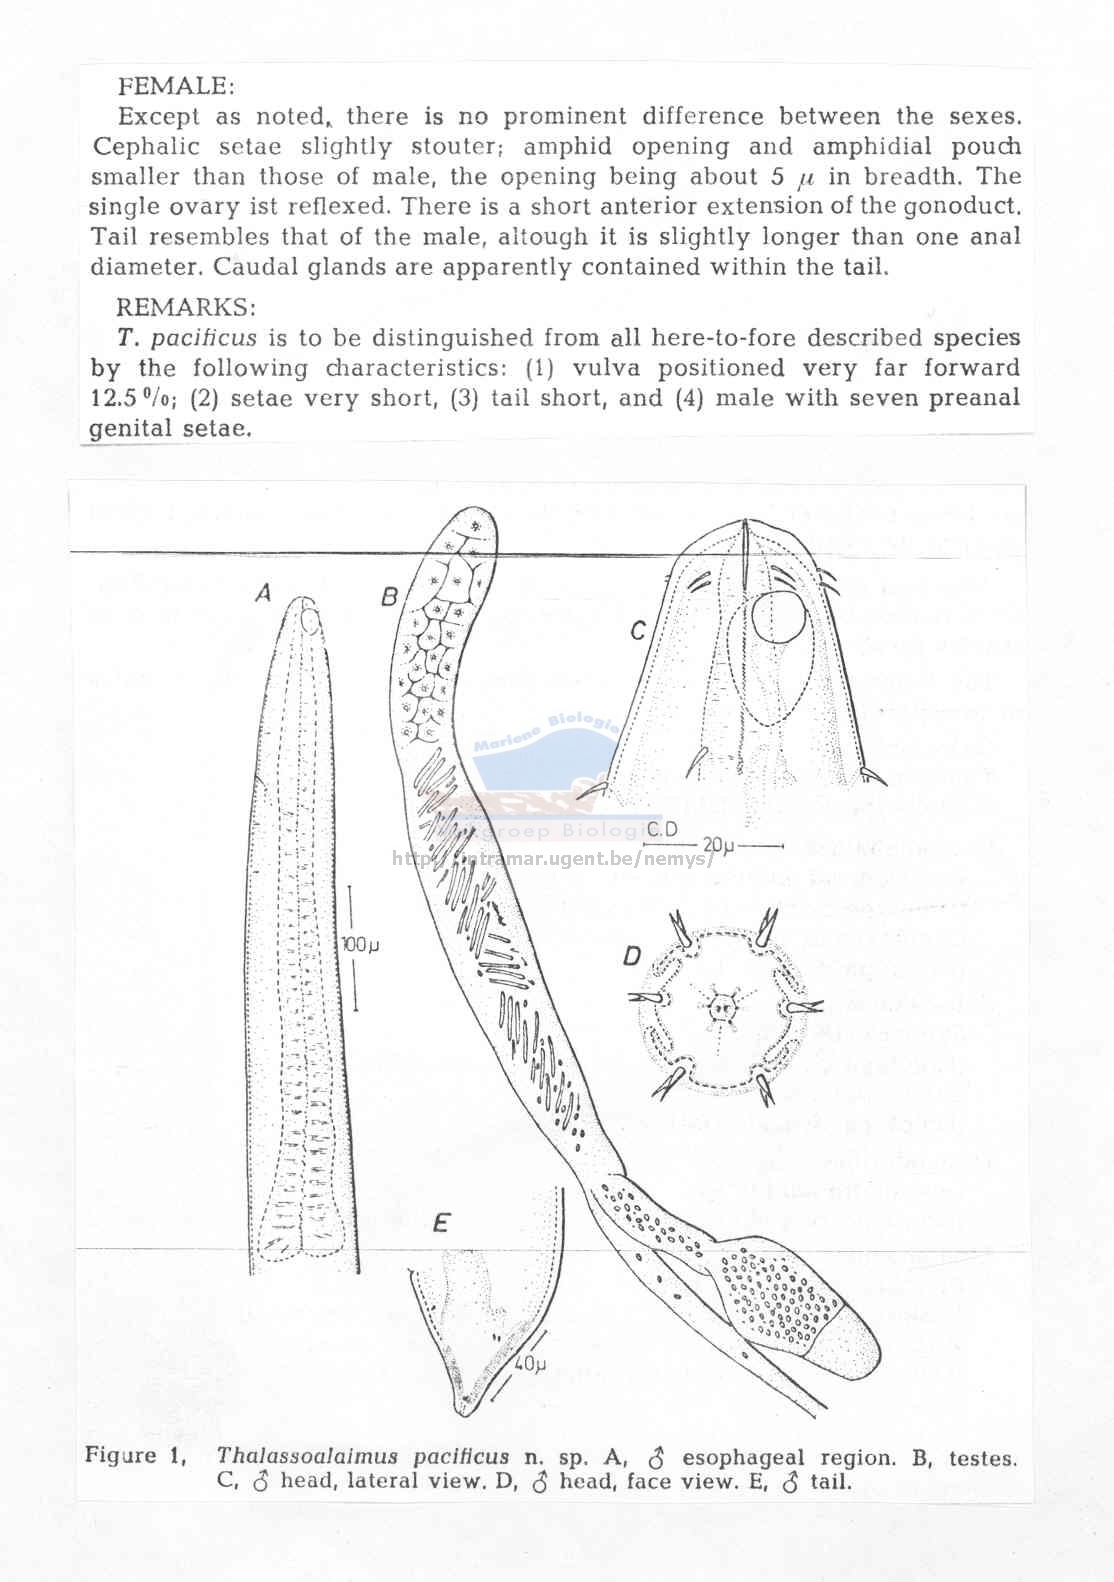 FEMALE:
Except as noted, there is no prominent difference between the sexes.
Cephalic setae slightly stouter; amphid opening and amphidial pouch
smaller than those of male, the opening being about 5 μ in breadth. The
single ovary ist reflexed. There is a short anterior extension of the gonoduct.
Tail resembles that of the male, altough it is slightly longer than one anal
diameter. Caudal glands are apparently contained within the tail.
REMARKS:
T. pacificus is to be distinguished from all here-to-fore described species
by the following characteristics: (1) vulva positioned very far forward
12.5 %; (2) setae very short, (3) tail short, and (4) male with seven preanal
genital setae.
A
B
C
Mariene Biologie
C.D
20μ
groep Biologie
http://intramar.ugent.be/nemys/
100μ
D
E
40μ
Figure 1, Thalassoalaimus pacificus n. sp. A, ♂ esophageal region. B, testes.
C, ♂ head, lateral view. D, ♂ head, face view. E, ♂ tail.